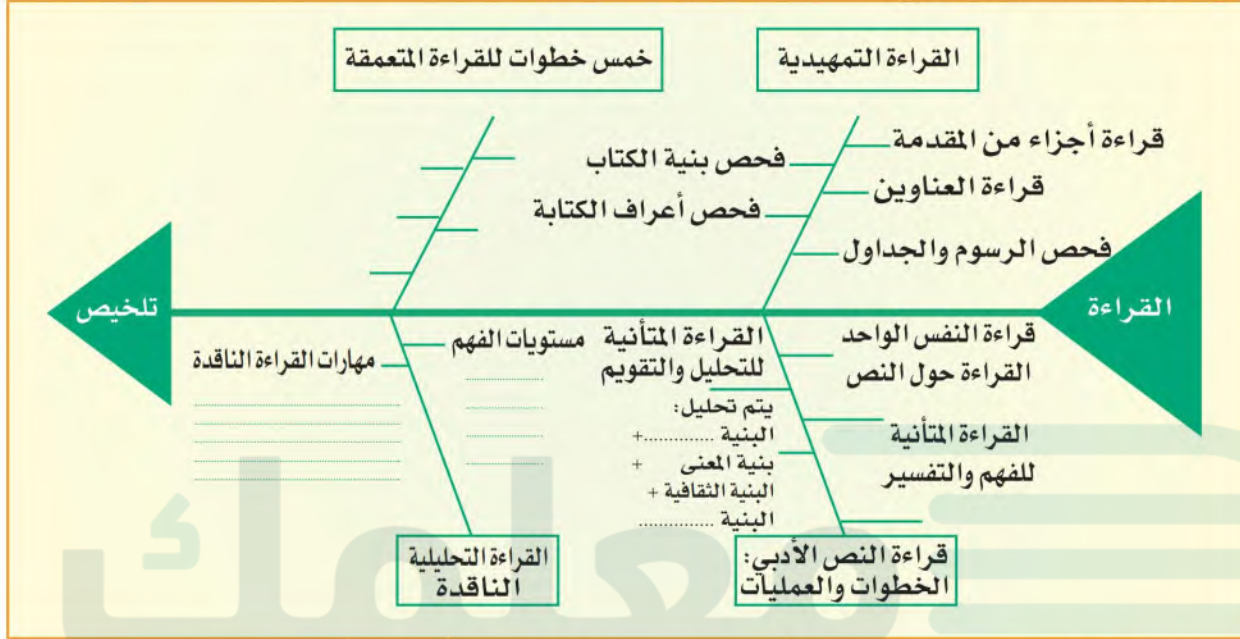 القراءة التمهيدية
خمس خطوات للقراءة المتعمقة
قراءة أجزاء من المقدمة
قراءة العناوين
فحص الرسوم والجداول
فحص بنية الكتاب
فحص أعراف الكتابة
القراءة
تلخيص
قراءة النفس الواحد
القراءة حول النص
القراءة المتأنية
للفهم والتفسير
القراءة المتأنية
للتحليل والتقويم
يتم تحليل:
البنية ..............+
بنية المعنى +
البنية الثقافية +
البنية ...............
مستويات الفهم
مهارات القراءة الناقدة
قراءة النص الأدبي:
الخطوات والعمليات
القراءة التحليلية
الناقدة
معلمك